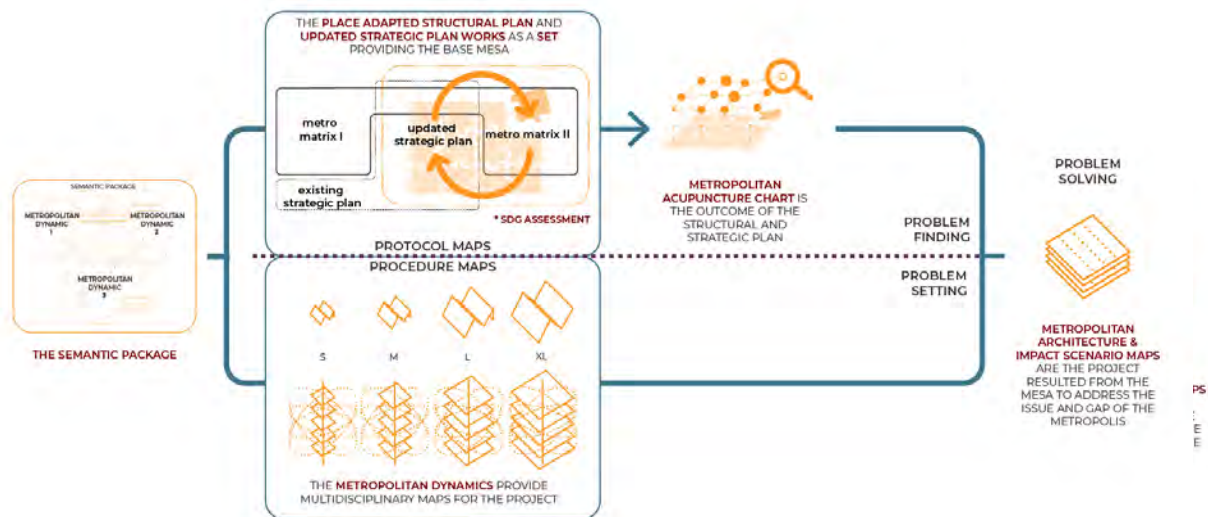 THE PLACE ADAPTED STRUCTURAL PLAN AND
UPDATED STRATEGIC PLAN WORKS AS A SET
PROVIDING THE BASE MESA
metro
matrix I
updated
strategic plan
metro matrix II
existing
strategic plan
* SDG ASSESSMENT
PROTOCOL MAPS
PROCEDURE MAPS
S
M
L
XL
THE METROPOLITAN DYNAMICS PROVIDE
MULTIDISCIPLINARY MAPS FOR THE PROJECT
SEMANTIC PACKAGE
METROPOLITAN
DYNAMIC
1
METROPOLITAN
DYNAMIC
2
METROPOLITAN
DYNAMIC
3
THE SEMANTIC PACKAGE
METROPOLITAN
ACUPUNCTURE CHART IS
THE OUTCOME OF THE
STRUCTURAL AND
STRATEGIC PLAN
PROBLEM
FINDING
PROBLEM
SETTING
PROBLEM
SOLVING
METROPOLITAN
ARCHITECTURE &
IMPACT SCENARIO MAPS
ARE THE PROJECT
RESULTED FROM THE
MESA TO ADDRESS THE
ISSUE AND GAP OF THE
METROPOLIS
PS
E
E